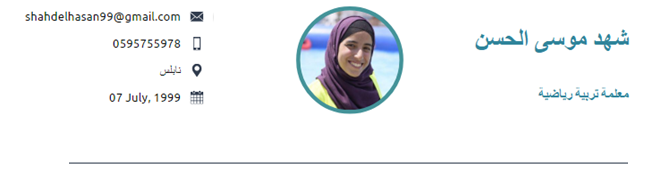 شهد موسى الحسن
معلمة تربية رياضية
shahdelhasan99@gmail.com
0595755978
نابلس
07 July, 1999